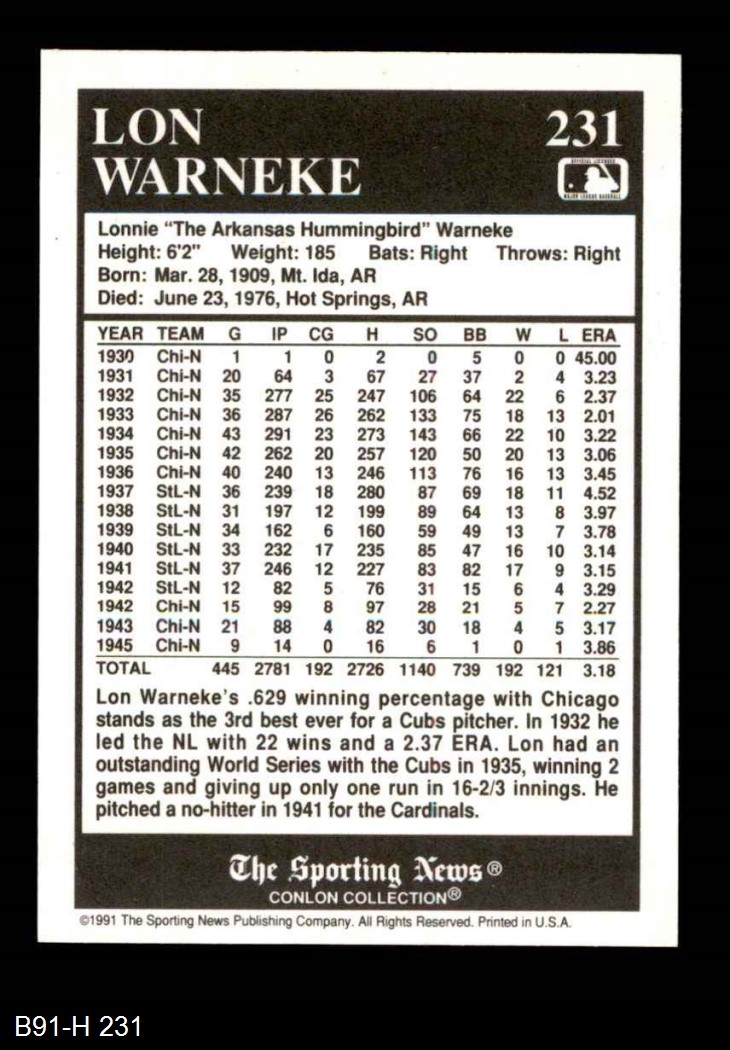 LON
WARNEKE
231
OFFICIAL LICENSEE
MAJOR LEAGUE BASEBALL
Lonnie "The Arkansas Hummingbird" Warneke
Height: 6'2" Weight: 185 Bats: Right Throws: Right
Born: Mar. 28, 1909, Mt. Ida, AR
Died: June 23, 1976, Hot Springs, AR
YEAR TEAM G IP CG H SO BB W L ERA
1930 Chi-N 1 1 0 2 0 5 0 0 45.00
1931 Chi-N 20 64 3 67 27 37 2 4 3.23
1932 Chi-N 35 277 25 247 106 64 22 6 2.37
1933 Chi-N 36 287 26 262 133 75 18 13 2.01
1934 Chi-N 43 291 23 273 143 66 22 10 3.22
1935 Chi-N 42 262 20 257 120 50 20 13 3.06
1936 Chi-N 40 240 13 246 113 76 16 13 3.45
1937 StL-N 36 239 18 280 87 69 18 11 4.52
1938 StL-N 31 197 12 199 89 64 13 8 3.97
1939 StL-N 34 162 6 160 59 49 13 7 3.78
1940 StL-N 33 232 17 235 85 47 16 10 3.14
1941 StL-N 37 246 12 227 83 82 17 9 3.15
1942 StL-N 12 82 5 76 31 15 6 4 3.29
1942 Chi-N 15 99 8 97 28 21 5 7 2.27
1943 Chi-N 21 88 4 82 30 18 4 5 3.17
1945 Chi-N 9 14 0 16 6 1 0 1 3.86
TOTAL 445 2781 192 2726 1140 739 192 121 3.18
Lon Warneke's .629 winning percentage with Chicago
stands as the 3rd best ever for a Cubs pitcher. In 1932 he
led the NL with 22 wins and a 2.37 ERA. Lon had an
outstanding World Series with the Cubs in 1935, winning 2
games and giving up only one run in 16-2/3 innings. He
pitched a no-hitter in 1941 for the Cardinals.
The Sporting News®
CONLON COLLECTION®
©1991 The Sporting News Publishing Company. All Rights Reserved. Printed in U.S.A.
B91-H 231